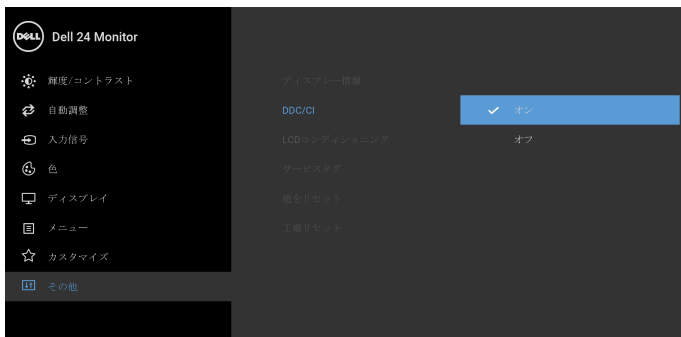 DELL
Dell 24 Monitor
輝度/コントラスト
自動調整
入力信号
色
ディスプレイ
メニュー
カスタマイズ
その他
ディスプレー情報
DDC/CI
LCDコンディショニング
サービスタグ
他をリセット
工場リセット
オン
オフ